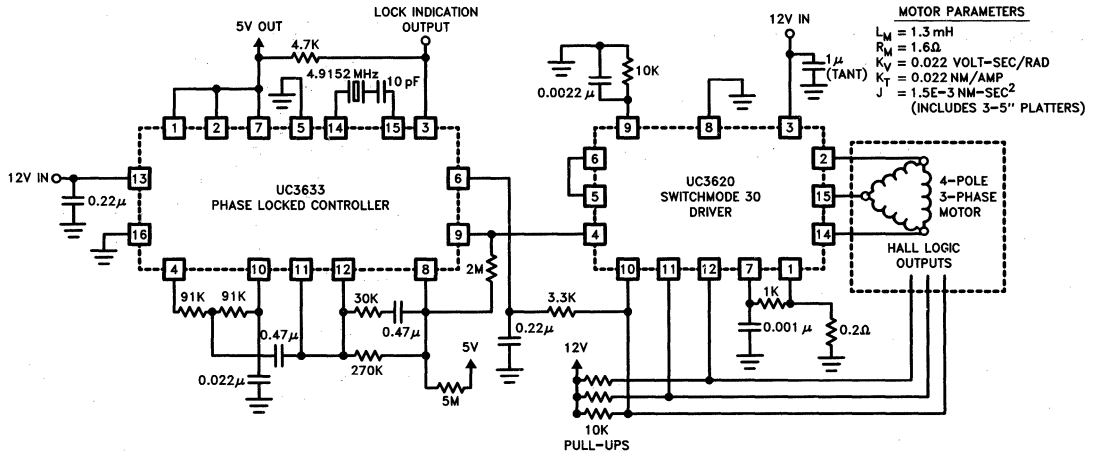 LOCK INDICATION
OUTPUT
5V OUT
4.7K
4.9152 MHz
10 pF
1
2
7
5
14
15
3
12V IN
13
0.22µ
16
UC3633
PHASE LOCKED CONTROLLER
6
9
4
10
11
12
8
2M
91K
91K
0.47µ
0.022µ
30K
0.47µ
270K
5M
5V
0.22µ
3.3K
12V IN
1µ
(TANT)
0.0022µ
10K
9
8
3
6
5
4
UC3620
SWITCHMODE 30
DRIVER
2
15
14
10
11
12
7
1
1K
0.001µ
0.2Ω
12V
10K
PULL-UPS
4-POLE
3-PHASE
MOTOR
HALL LOGIC
OUTPUTS
MOTOR PARAMETERS
LM = 1.3 mH
RM = 1.6Ω
KV = 0.022 VOLT-SEC/RAD
KT = 0.022 NM/AMP
J = 1.5E-3 NM-SEC²
(INCLUDES 3-5" PLATTERS)